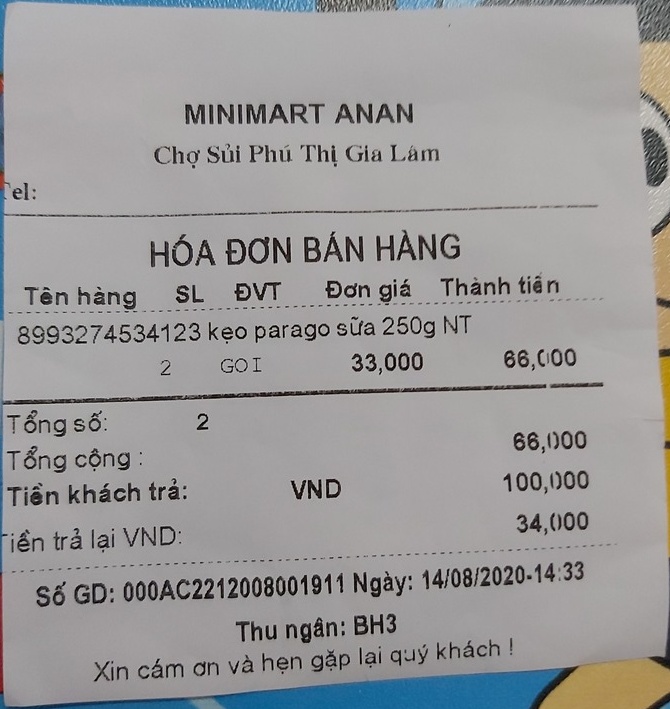 MINIMART ANAN
Chợ Sủi Phú Thị Gia Lâm
Tel:
HÓA ĐƠN BÁN HÀNG
Tên hàng SL ĐVT Đơn giá Thành tiền
8993274534123 kẹo parago sữa 250g NT
2 GOI 33,000 66,000
Tổng số: 2
Tổng cộng : 66,000
Tiền khách trả: VND 100,000
Tiền trả lại VND: 34,000
Số GD: 000AC2212008001911 Ngày: 14/08/2020-14:33
Thu ngân: BH3
Xin cám ơn và hẹn gặp lại quý khách !